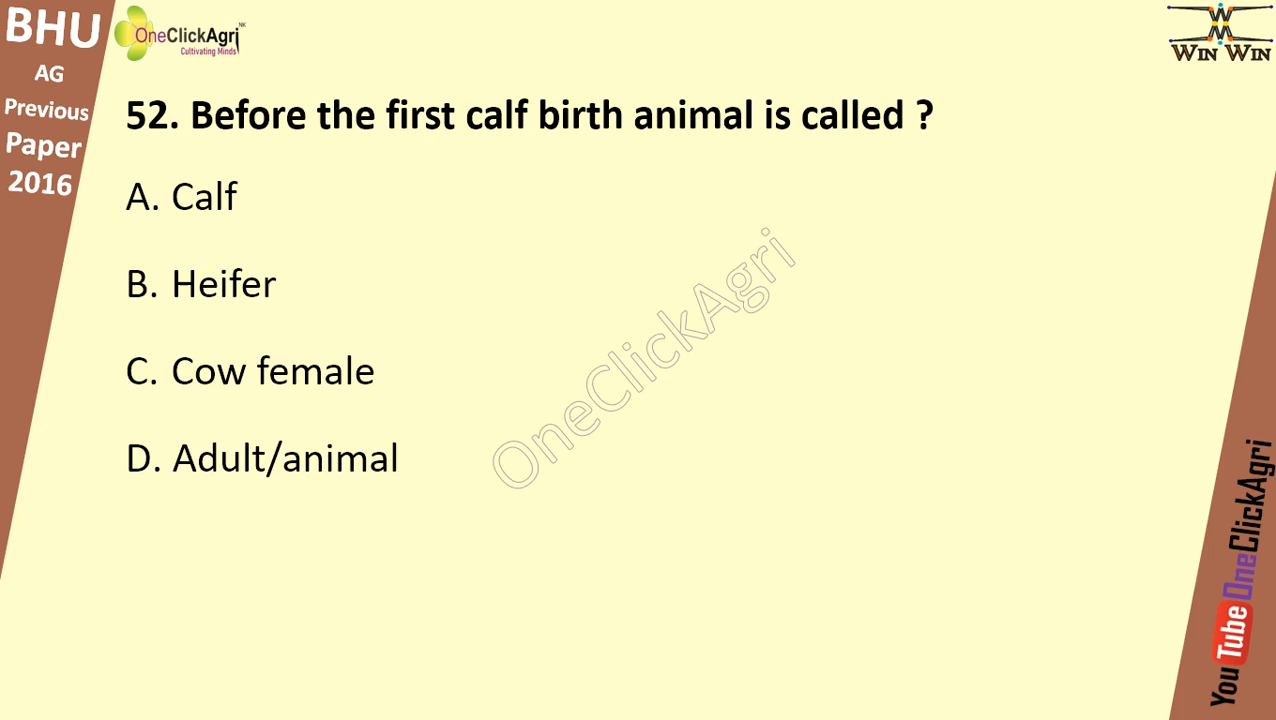 BHU
AG
Previous
Paper
2016
OneClickAgri
NK
Cultivating Minds
WIN WIN
52. Before the first calf birth animal is called ?
A. Calf
B. Heifer
C. Cow female
D. Adult/animal
OneClickAgri
YouTube OneClickAgri